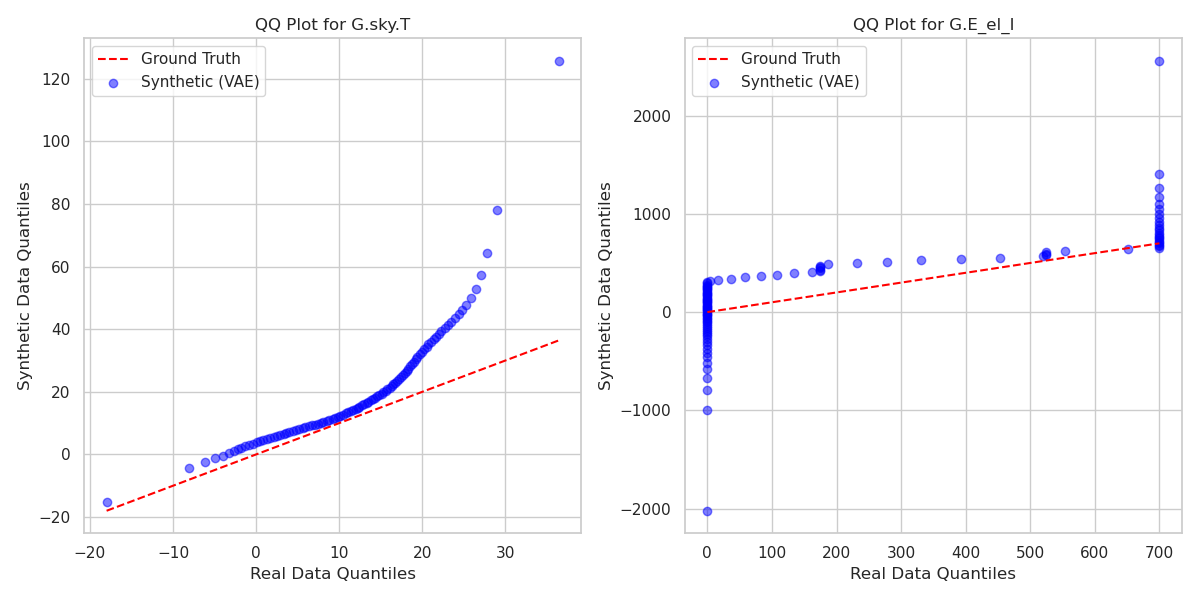 QQ Plot for G.sky.T
Ground Truth
Synthetic (VAE)
Synthetic Data Quantiles
120
100
80
60
40
20
0
−20
−20
−10
0
10
20
30
Real Data Quantiles
QQ Plot for G.E_el_I
Ground Truth
Synthetic (VAE)
Synthetic Data Quantiles
2000
1000
0
−1000
−2000
0
100
200
300
400
500
600
700
Real Data Quantiles